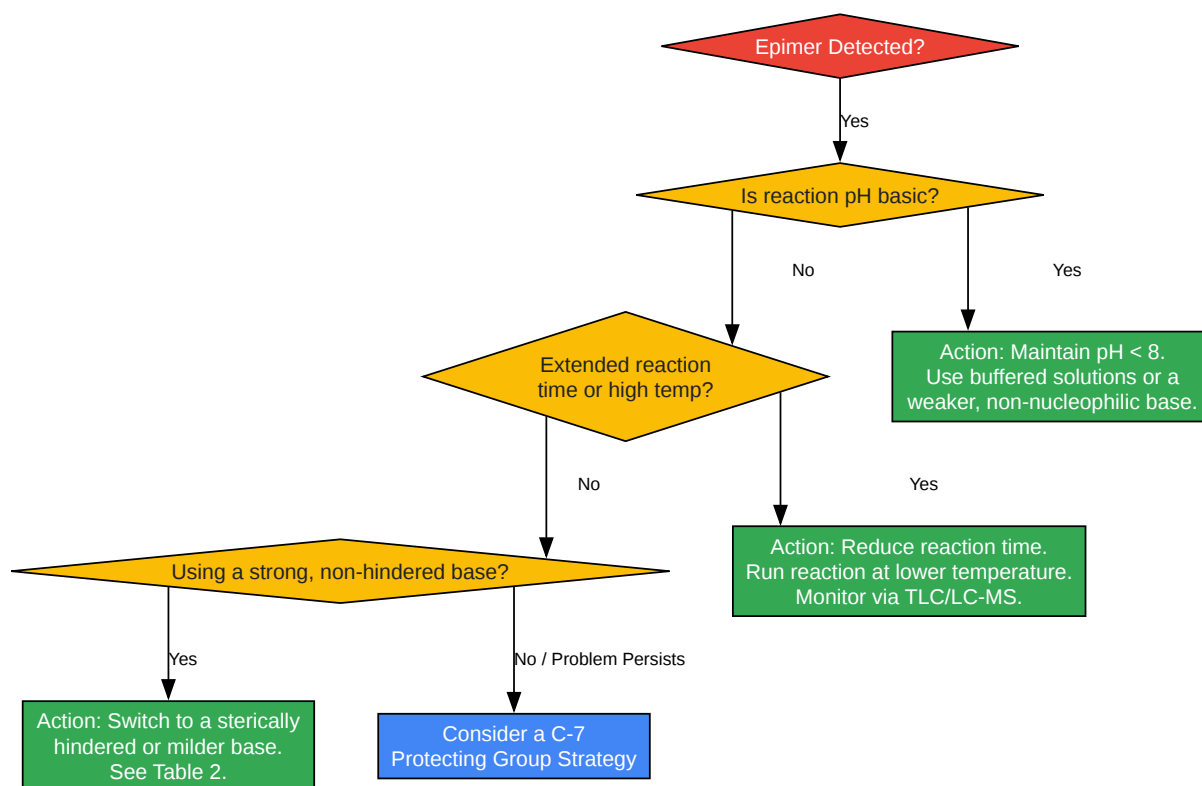 Epimer Detected?
Yes
Is reaction pH basic?
No
Yes
Extended reaction
time or high temp?
Action: Maintain pH < 8.
Use buffered solutions or a
weaker, non-nucleophilic base.
No
Yes
Using a strong, non-hindered base?
Action: Reduce reaction time.
Run reaction at lower temperature.
Monitor via TLC/LC-MS.
Yes
No / Problem Persists
Action: Switch to a sterically
hindered or milder base.
See Table 2.
Consider a C-7
Protecting Group Strategy